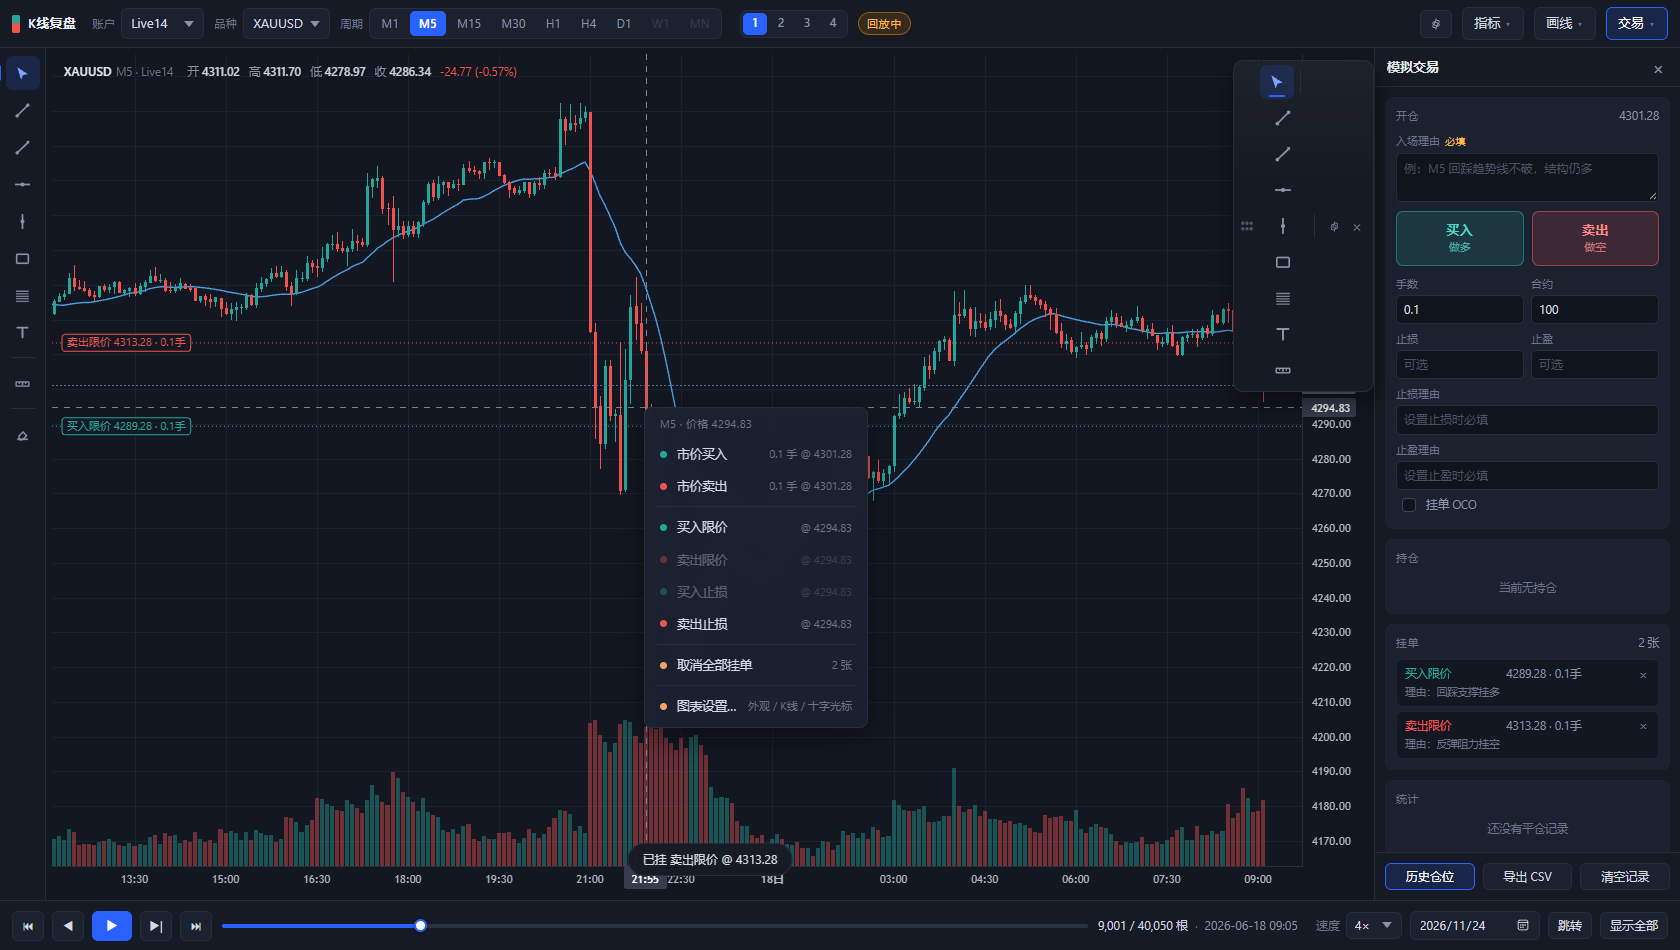 K线复盘 账户 Live14 品种 XAUUSD 周期 M1 M5 M15 M30 H1 H4 D1 W1 MN 1 2 3 4 回放中 指标 画线 交易
XAUUSD M5 · Live14 开 4311.02 高 4311.70 低 4278.97 收 4286.34 -24.77 (-0.57%)
卖出限价 4313.28 · 0.1手
买入限价 4289.28 · 0.1手
M5 · 价格 4294.83
市价买入 0.1 手 @ 4301.28
市价卖出 0.1 手 @ 4301.28
买入限价 @ 4294.83
卖出限价 @ 4294.83
买入止损 @ 4294.83
卖出止损 @ 4294.83
取消全部挂单 2 张
图表设置... 外观 / K线 / 十字光标
已挂 卖出限价 @ 4313.28
4294.83
4290.00
4280.00
4270.00
4260.00
4250.00
4240.00
4230.00
4220.00
4210.00
4200.00
4190.00
4180.00
4170.00
13:30 15:00 16:30 18:00 19:30 21:00 21:55 22:30 18日 03:00 04:30 06:00 07:30 09:00
模拟交易 ×
开仓 4301.28
入场理由 必填
例：M5 回踩趋势线不破，结构仍多
买入 卖出
做多 做空
手数 合约
0.1 100
止损 止盈
可选 可选
止损理由
设置止损时必填
止盈理由
设置止盈时必填
挂单 OCO
持仓
当前无持仓
挂单 2 张
买入限价 4289.28 · 0.1手 ×
理由：回踩支撑挂多
卖出限价 4313.28 · 0.1手 ×
理由：反弹阻力挂空
统计
还没有平仓记录
历史仓位 导出 CSV 清空记录
9,001 / 40,050 根 · 2026-06-18 09:05 速度 4× 2026/11/24 跳转 显示全部